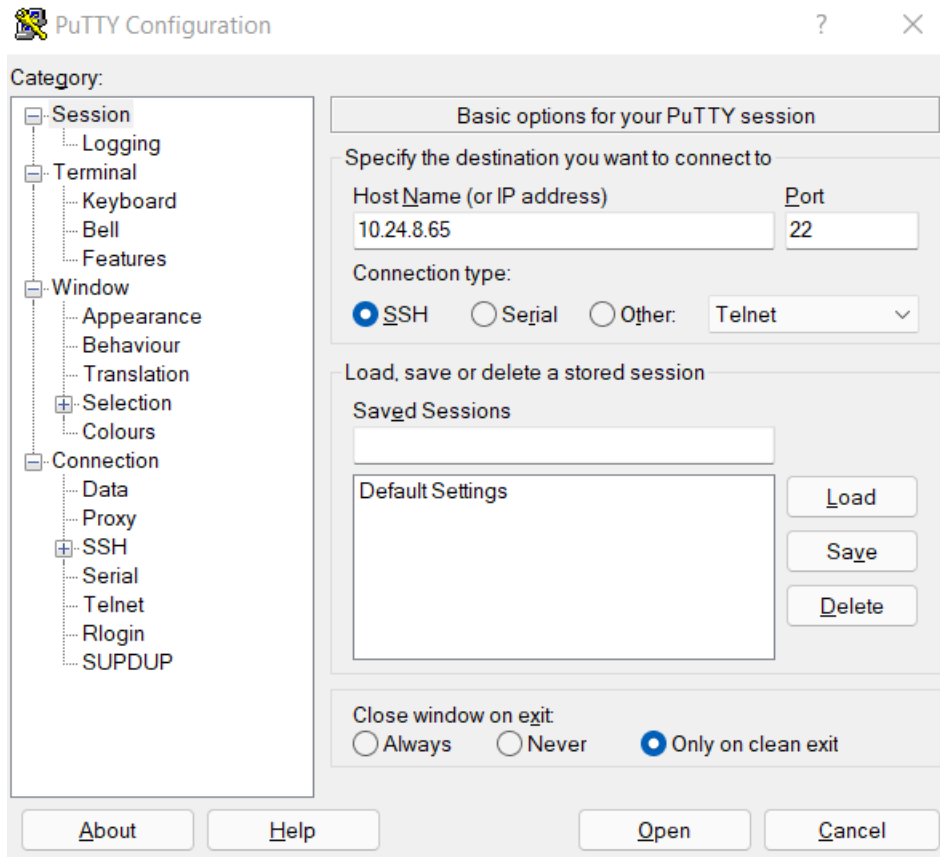 PuTTY Configuration
?
Category:
Session
Logging
Terminal
Keyboard
Bell
Features
Window
Appearance
Behaviour
Translation
Selection
Colours
Connection
Data
Proxy
SSH
Serial
Telnet
Rlogin
SUPDUP
Basic options for your PuTTY session
Specify the destination you want to connect to
Host Name (or IP address) Port
10.24.8.65 22
Connection type:
SSH Serial Other: Telnet
Load, save or delete a stored session
Saved Sessions
Default Settings
Load
Save
Delete
Close window on exit:
Always Never Only on clean exit
About Help Open Cancel